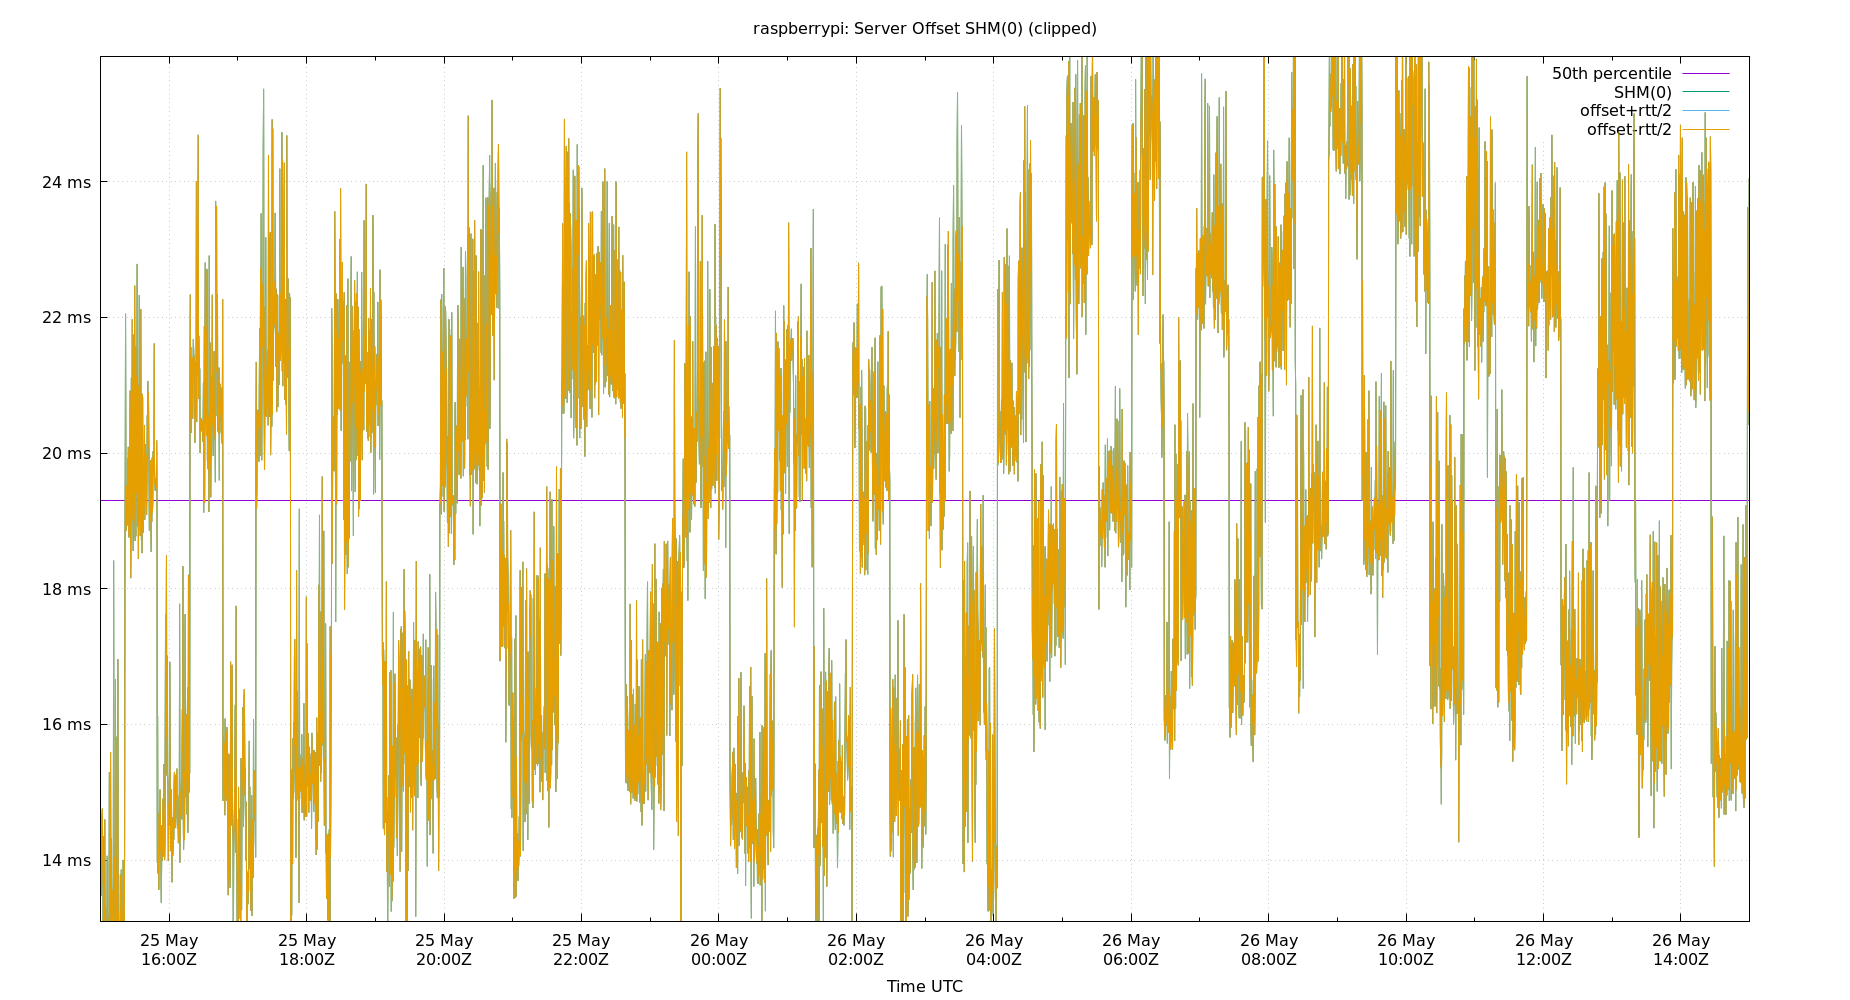 raspberrypi: Server Offset SHM(0) (clipped)
50th percentile
SHM(0)
offset+rtt/2
offset-rtt/2
24 ms
22 ms
20 ms
18 ms
16 ms
14 ms
25 May 25 May 25 May 25 May 26 May 26 May 26 May 26 May 26 May 26 May 26 May 26 May
16:00Z 18:00Z 20:00Z 22:00Z 00:00Z 02:00Z 04:00Z 06:00Z 08:00Z 10:00Z 12:00Z 14:00Z
Time UTC